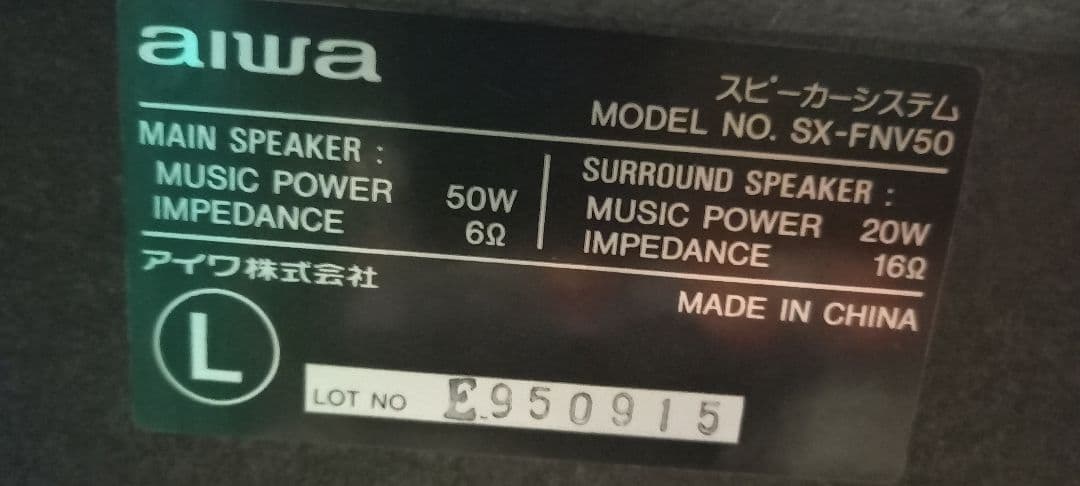 aiwa
スピーカーシステム
MODEL NO. SX-FNV50
MAIN SPEAKER :
MUSIC POWER 50W
IMPEDANCE 6Ω
SURROUND SPEAKER :
MUSIC POWER 20W
IMPEDANCE 16Ω
アイワ株式会社
MADE IN CHINA
L
LOT NO E950915